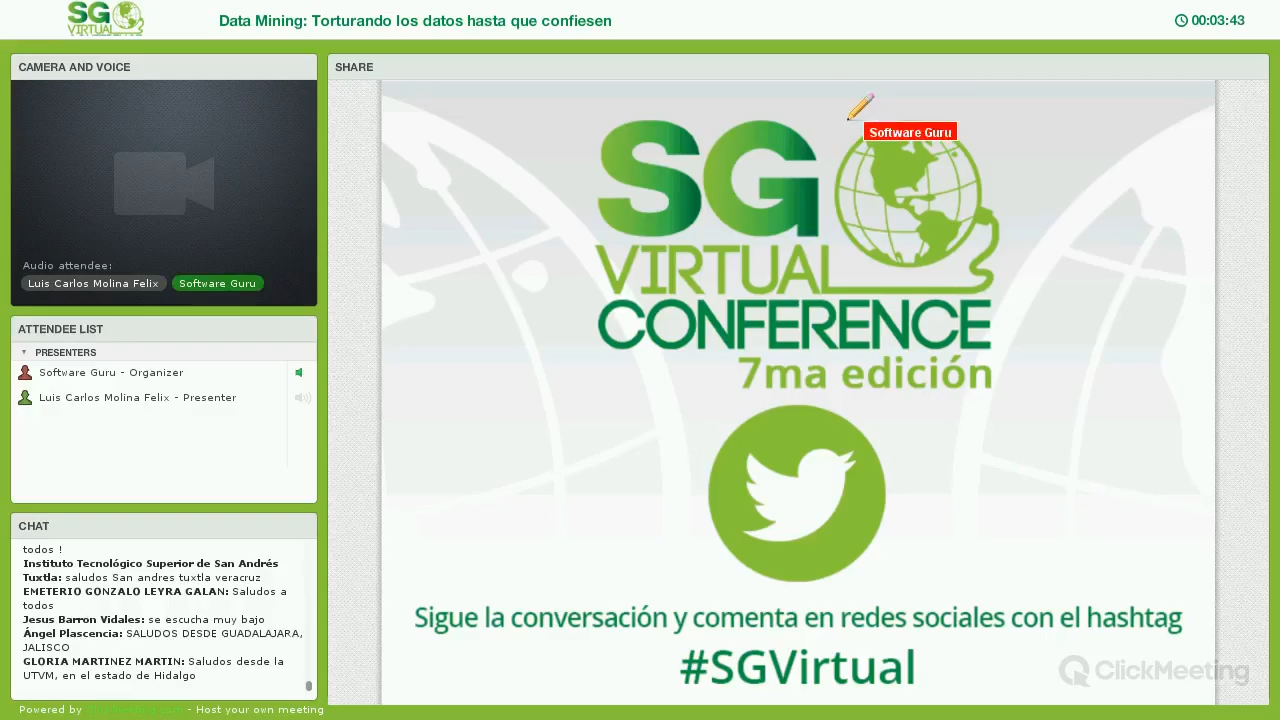 SG
VIRTUAL
Data Mining: Torturando los datos hasta que confiesen
00:03:43
CAMERA AND VOICE
Audio attendee:
Luis Carlos Molina Felix
Software Guru
ATTENDEE LIST
PRESENTERS
Software Guru - Organizer
Luis Carlos Molina Felix - Presenter
CHAT
todos !
Instituto Tecnológico Superior de San Andrés
Tuxtla: saludos San andres tuxtla veracruz
EMETERIO GONZALO LEYRA GALAN: Saludos a
todos
Jesus Barron Vidales: se escucha muy bajo
Ángel Plascencia: SALUDOS DESDE GUADALAJARA,
JALISCO
GLORIA MARTINEZ MARTIN: Saludos desde la
UTVM, en el estado de Hidalgo
Powered by - Host your own meeting
SHARE
Software Guru
SG
VIRTUAL
CONFERENCE
7ma edición
Sigue la conversación y comenta en redes sociales con el hashtag
#SGVirtual
ClickMeeting